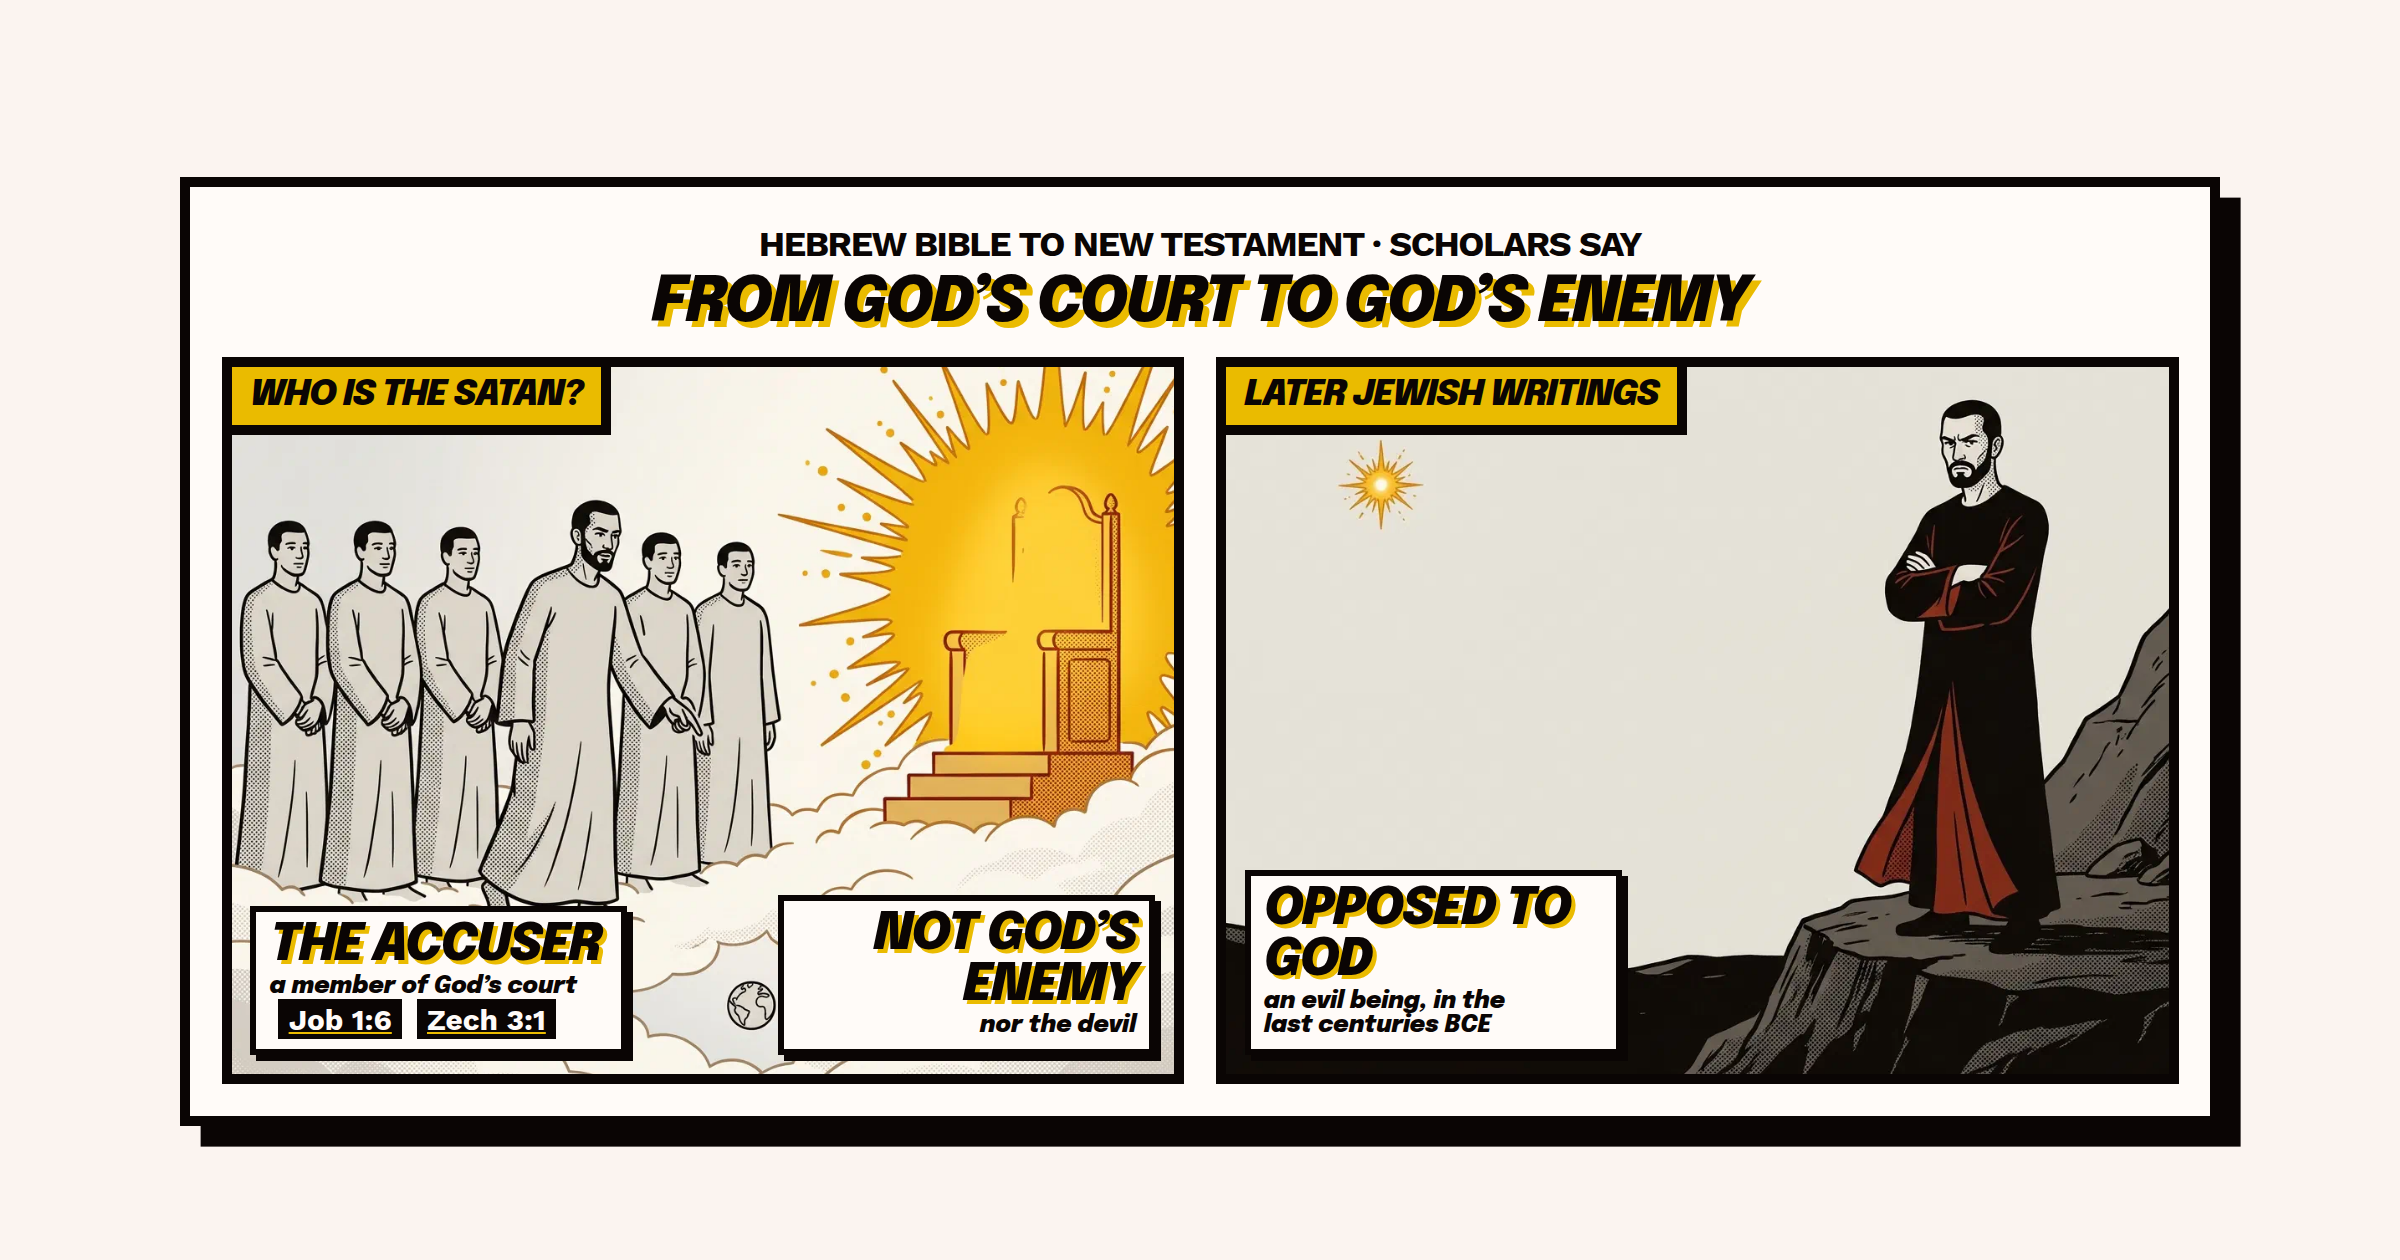 HEBREW BIBLE TO NEW TESTAMENT · SCHOLARS SAY
FROM GOD’S COURT TO GOD’S ENEMY
WHO IS THE SATAN?
THE ACCUSER
a member of God’s court
Job 1:6 Zech 3:1
NOT GOD’S
ENEMY
nor the devil
LATER JEWISH WRITINGS
OPPOSED TO
GOD
an evil being, in the
last centuries BCE